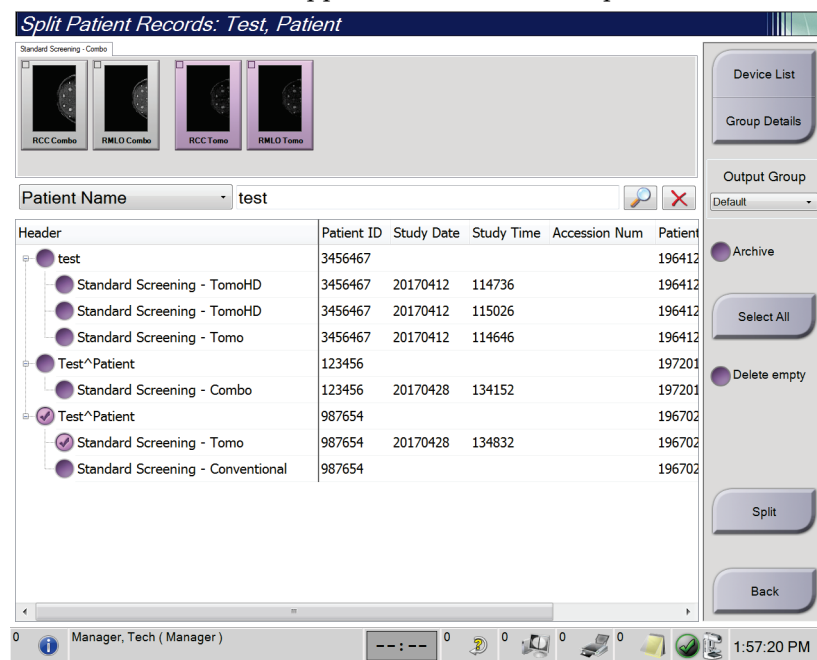 Split Patient Records: Test, Patient
Standard Screening - Combo
RCC Combo RMLO Combo RCC Tomo RMLO Tomo
Device List
Group Details
Output Group
Default
Patient Name test
Header Patient ID Study Date Study Time Accession Num Patient
test 3456467 196412
Standard Screening - TomoHD 3456467 20170412 114736 196412
Standard Screening - TomoHD 3456467 20170412 115026 196412
Standard Screening - Tomo 3456467 20170412 114646 196412
Test^Patient 123456 197201
Standard Screening - Combo 123456 20170428 134152 197201
Test^Patient 987654 196702
Standard Screening - Tomo 987654 20170428 134832 196702
Standard Screening - Conventional 987654 196702
Archive
Select All
Delete empty
Split
Back
0 Manager, Tech ( Manager ) --:-- 0 0 0 0 1:57:20 PM